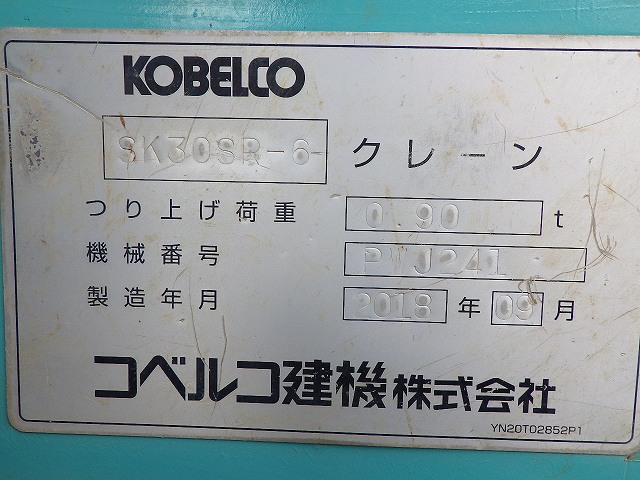 KOBELCO
SK30SR-6 クレーン
つり上げ荷重 0.90 t
機械番号 J241
製造年月 2018 年 09 月
コベルコ建機株式会社
YN20T02852P1